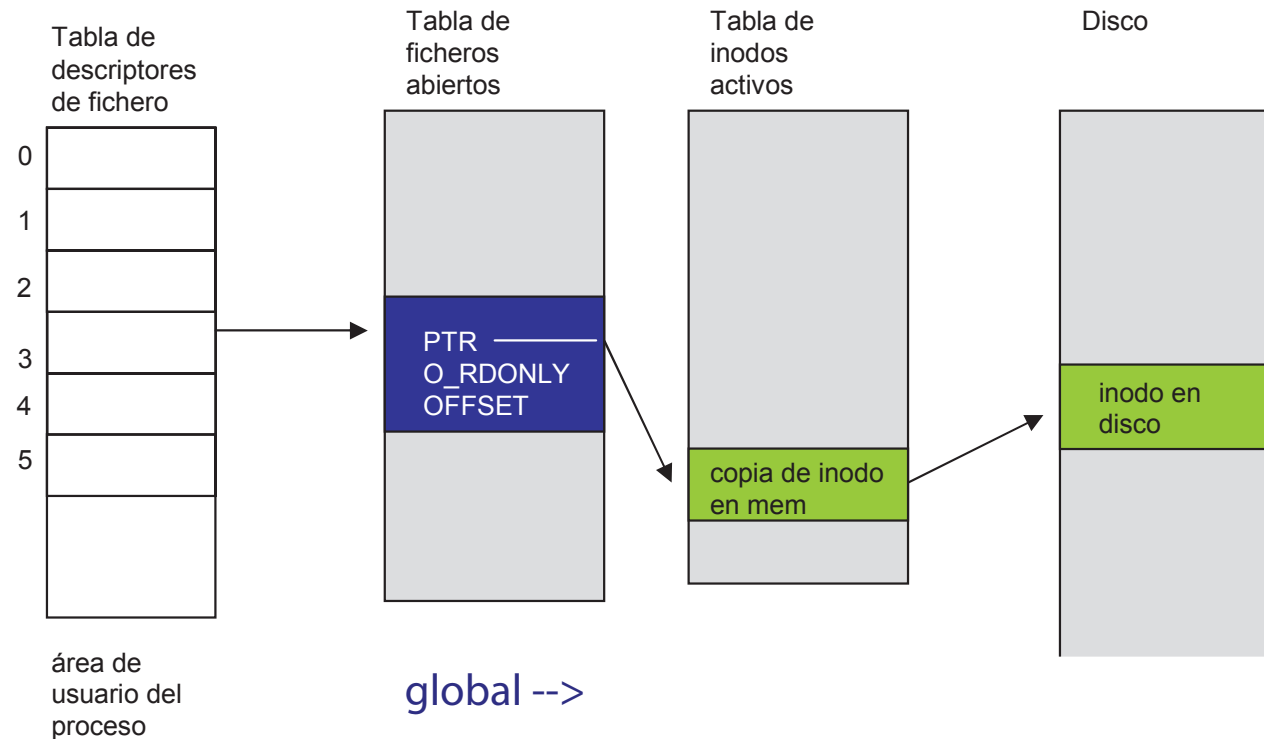 Tabla de
descriptores
de fichero
0
1
2
3
4
5
área de
usuario del
proceso
Tabla de
ficheros
abiertos
PTR
O_RDONLY
OFFSET
global -->
Tabla de
inodos
activos
copia de inodo
en mem
Disco
inodo en
disco